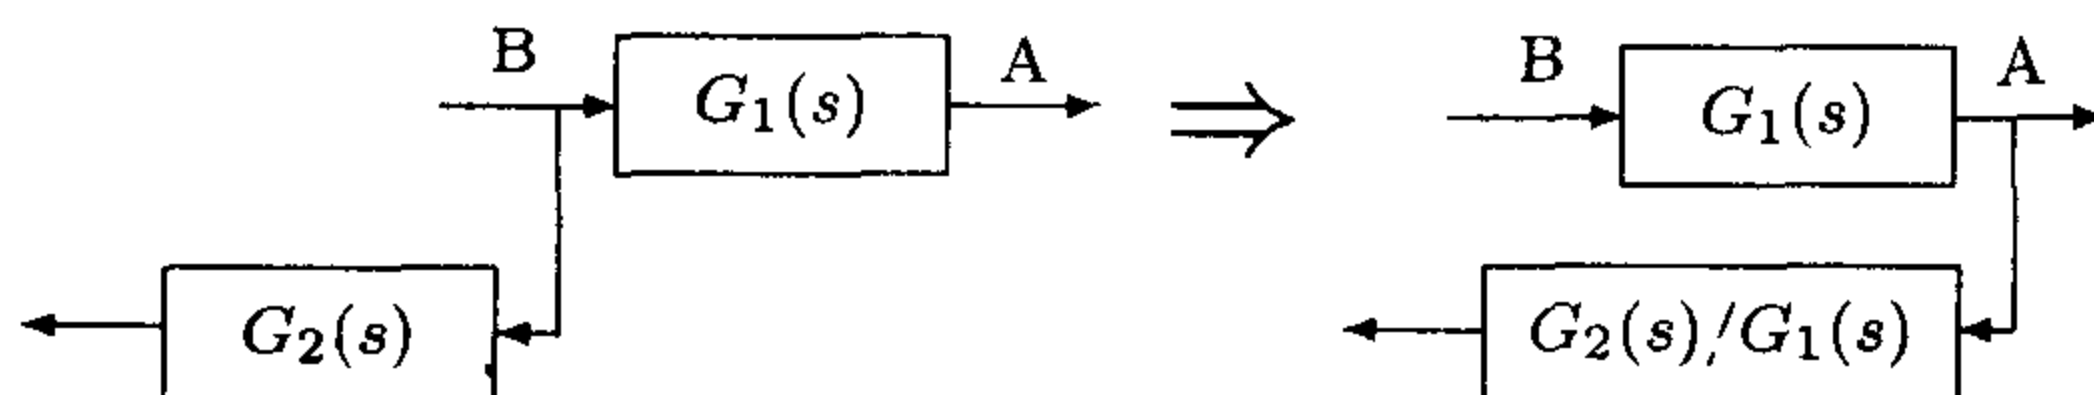 B G₁(s) A ⇒ B G₁(s) A
G₂(s) G₂(s)/G₁(s)